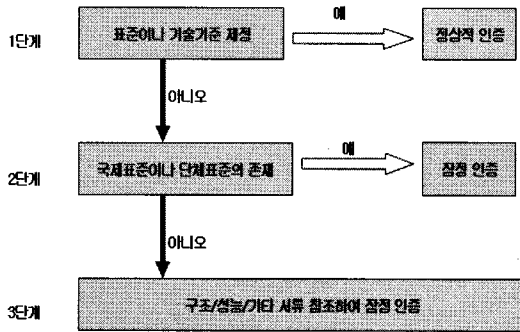 1단계
표준이나 기술기준 제정
예
정상적 인증
아니오
2단계
국제표준이나 단체표준의 존재
예
잠정 인증
아니오
3단계
구조/성능/기타 서류 참조하여 잠정 인증